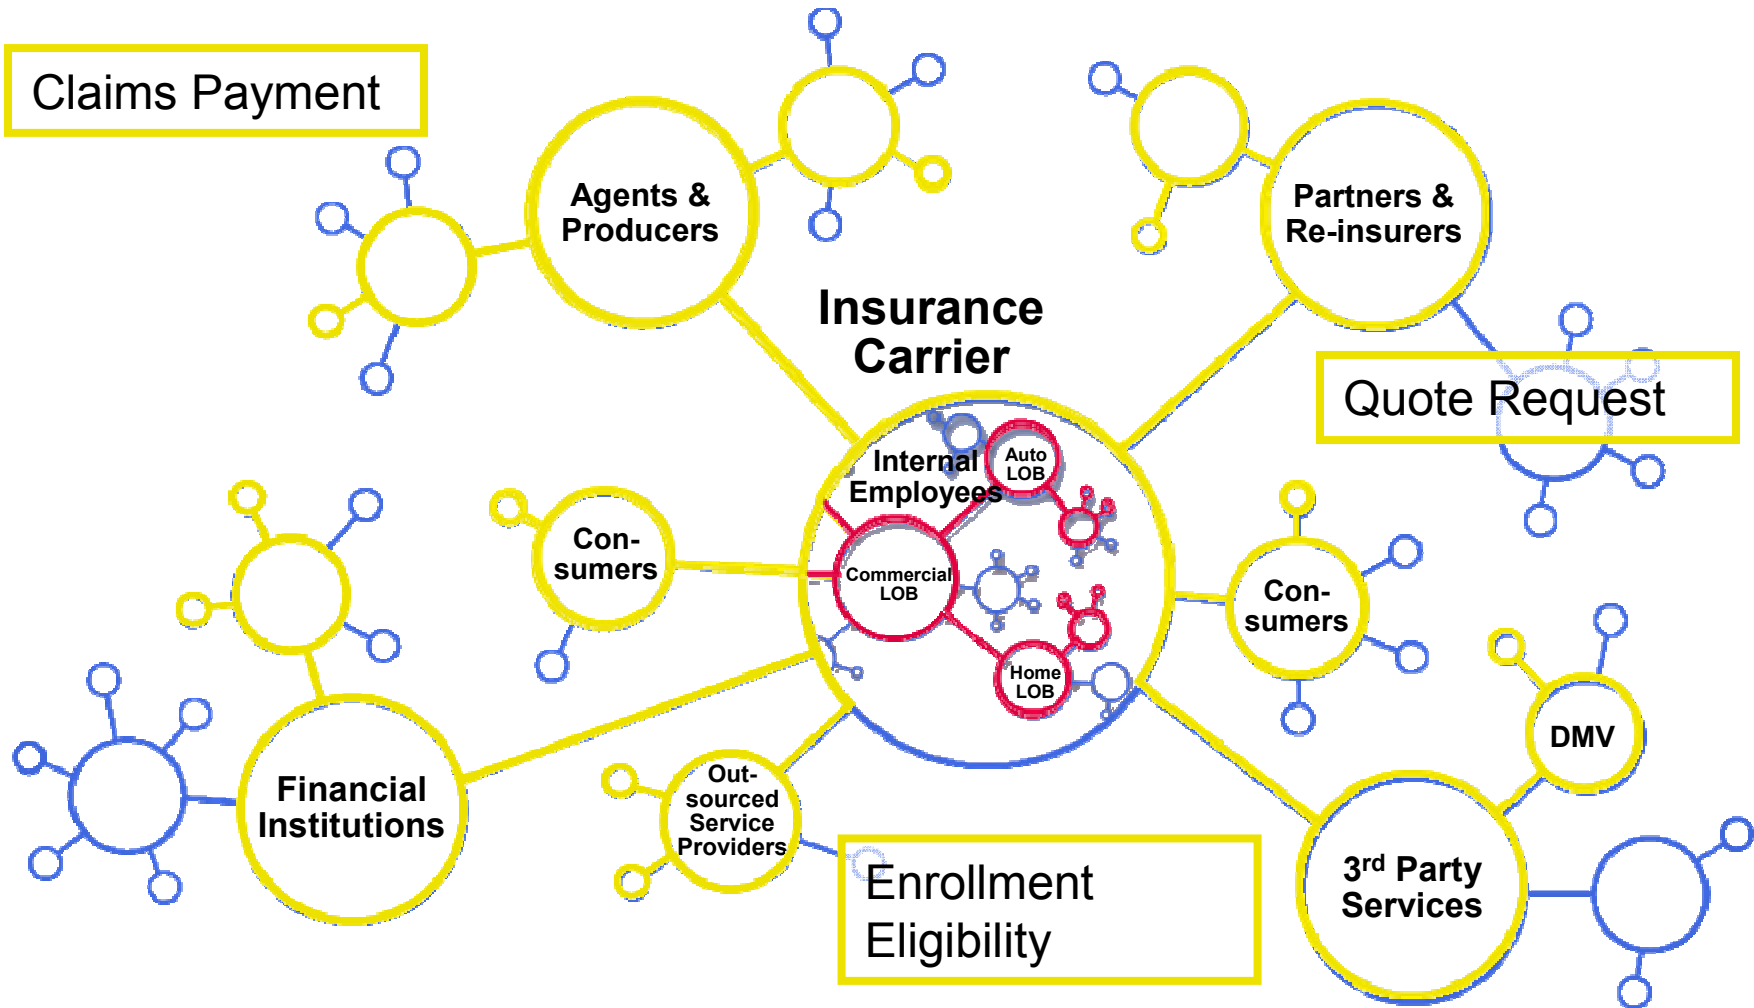 Claims Payment
Agents &
Producers
Partners &
Re-insurers
Insurance
Carrier
Quote Request
Internal
Employees
Auto
LOB
Con-
sumers
Commercial
LOB
Con-
sumers
Home
LOB
DMV
Financial
Institutions
Out-
sourced
Service
Providers
3rd Party
Services
Enrollment
Eligibility